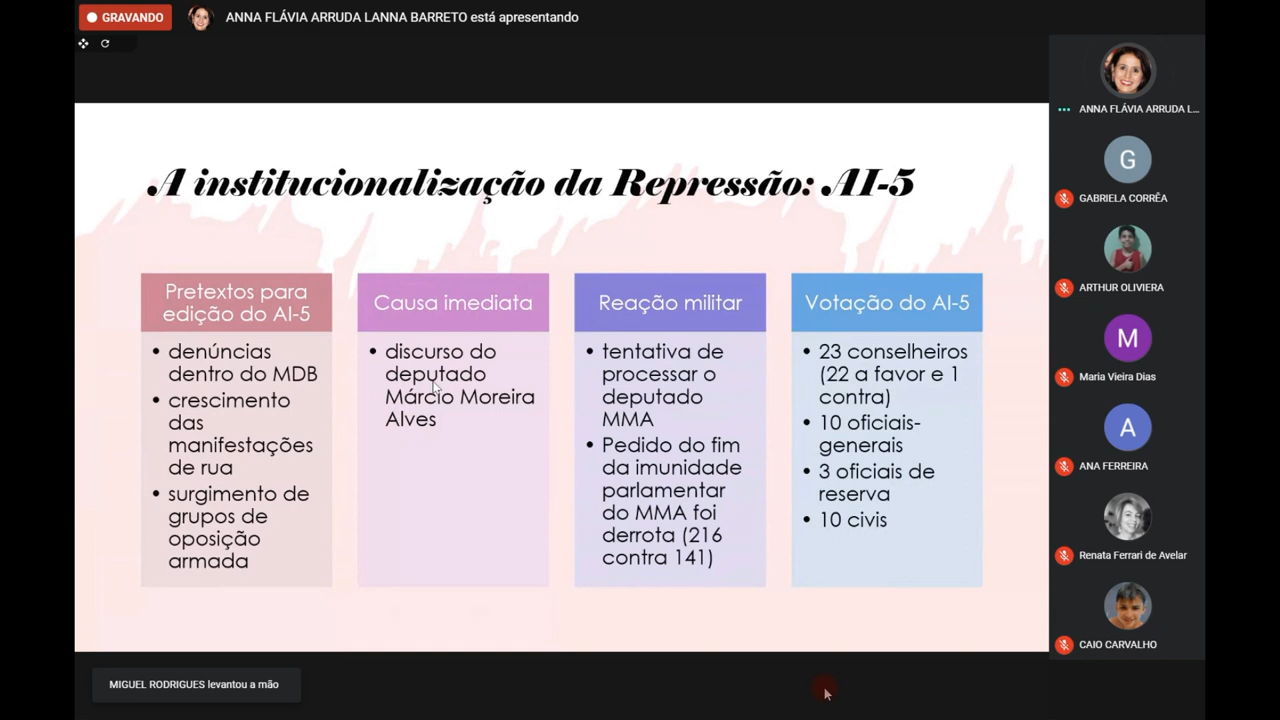 GRAVANDO
ANNA FLÁVIA ARRUDA LANNA BARRETO está apresentando
A institucionalização da Repressão: AI-5
Pretextos para
edição do AI-5
• denúncias
dentro do MDB
• crescimento
das
manifestações
de rua
• surgimento de
grupos de
oposição
armada
Causa imediata
• discurso do
deputado
Márcio Moreira
Alves
Reação militar
• tentativa de
processar o
deputado
MMA
• Pedido do fim
da imunidade
parlamentar
do MMA foi
derrota (216
contra 141)
Votação do AI-5
• 23 conselheiros
(22 a favor e 1
contra)
• 10 oficiais-
generais
• 3 oficiais de
reserva
• 10 civis
ANNA FLÁVIA ARRUDA L...
G
GABRIELA CORRÊA
ARTHUR OLIVIERA
M
Maria Vieira Dias
A
ANA FERREIRA
Renata Ferrari de Avelar
CAIO CARVALHO
MIGUEL RODRIGUES levantou a mão